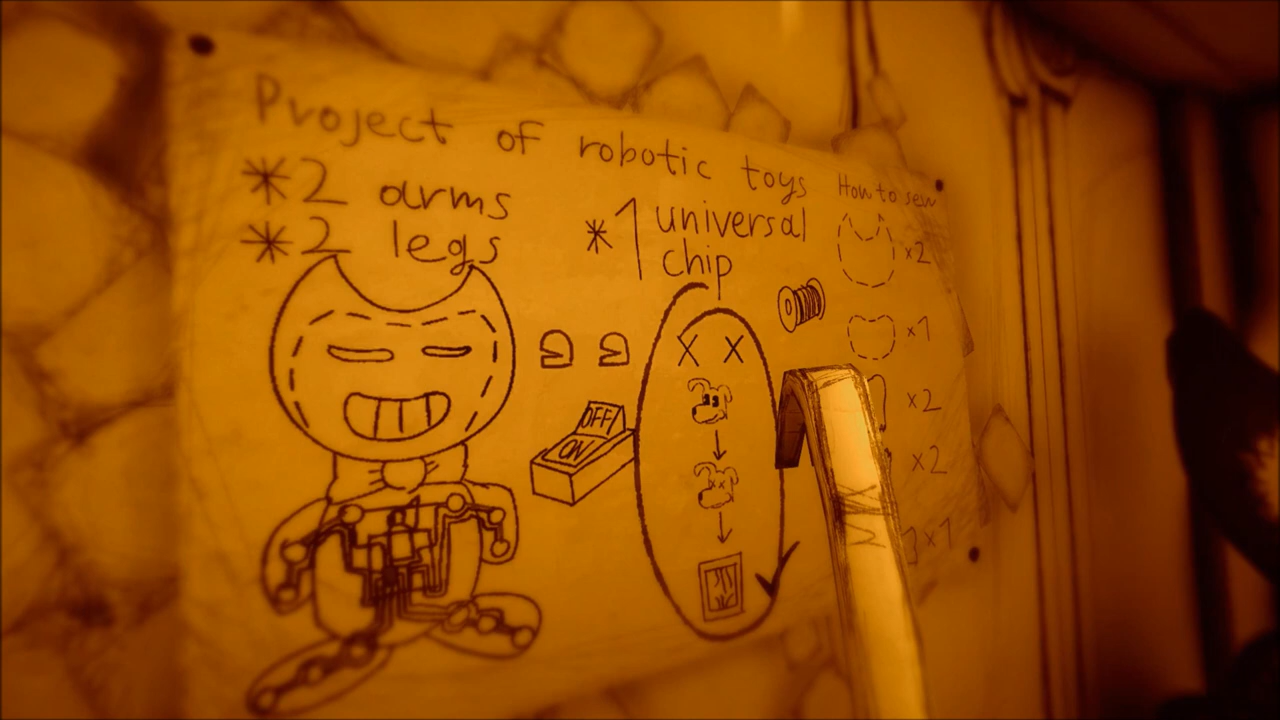 Project of robotic toys
*2 arms
*2 legs
*1 universal
chip
How to sew
x2
x1
x2
x2
x1
OFF
ON
X X